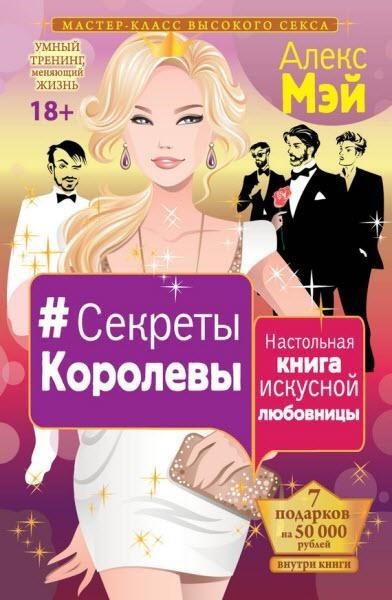 МАСТЕР-КЛАСС ВЫСОКОГО СЕКСА
УМНЫЙ
ТРЕНИНГ,
МЕНЯЮЩИЙ
ЖИЗНЬ
18+
Алекс
Мэй
# Секреты
Королевы
Настольная
книга
искусной
любовницы
7
подарков
на 50 000
рублей
внутри книги